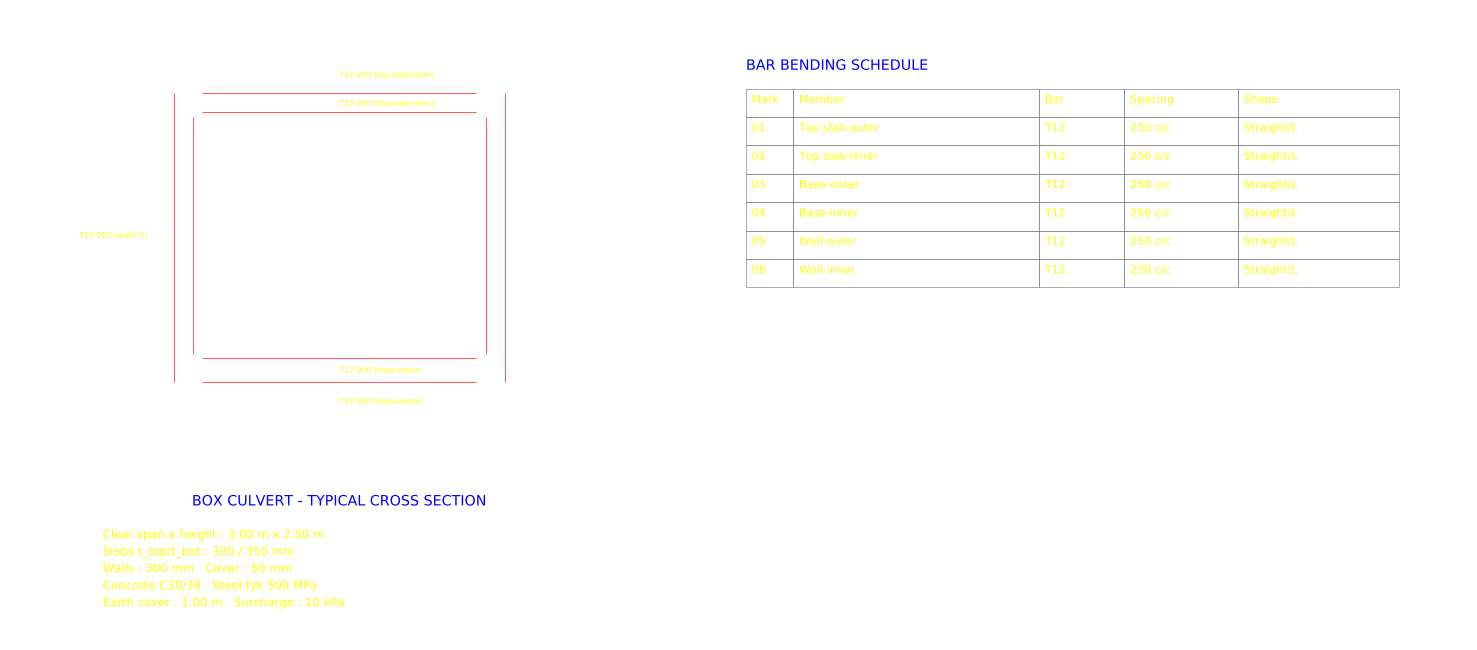 T12-250 (top slab-outer)
T12-250 (top slab-inner)
T12-250 (walls V)
T12-250 (base-inner)
T12-250 (base-outer)
BOX CULVERT - TYPICAL CROSS SECTION
Clear span x height : 3.00 m x 2.50 m
Slabs t_top/t_bot : 300 / 350 mm
Walls : 300 mm Cover : 50 mm
Concrete C30/38 Steel fyk 500 MPa
Earth cover : 1.00 m Surcharge : 10 kPa
BAR BENDING SCHEDULE
Mark Member Bar Spacing Shape
01 Top slab-outer T12 250 c/c Straight/L
02 Top slab-inner T12 250 c/c Straight/L
03 Base-outer T12 250 c/c Straight/L
04 Base-inner T12 250 c/c Straight/L
05 Wall-outer T12 250 c/c Straight/L
06 Wall-inner T12 250 c/c Straight/L